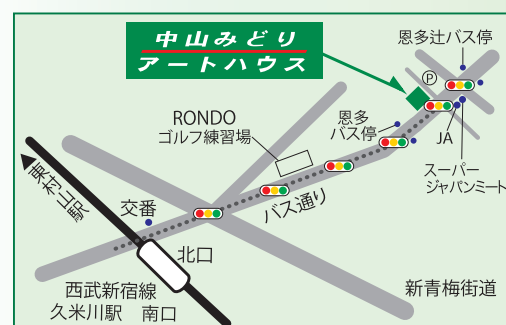 中山みどり
アートハウス
恩多辻バス停
P
RONDO
ゴルフ練習場
恩多
バス停
JA
スーパー
ジャパンミート
東村山駅
交番
バス通り
北口
新青梅街道
西武新宿線
久米川駅 南口